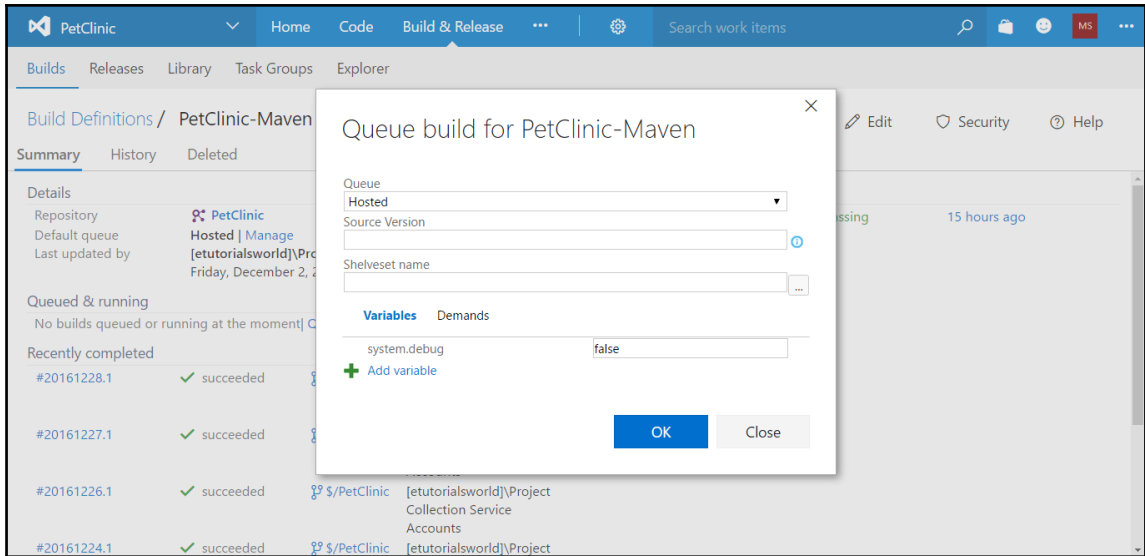 PetClinic Home Code Build & Release ... Search work items MS ...
Builds Releases Library Task Groups Explorer
Build Definitions / PetClinic-Maven
Edit Security Help
Summary History Deleted
Details
Repository PetClinic
Default queue Hosted | Manage
Last updated by [etutorialsworld]\Pro
Friday, December 2, 2
Queued & running
No builds queued or running at the moment| Q
Recently completed
#20161228.1 succeeded
#20161227.1 succeeded
#20161226.1 succeeded $/PetClinic [etutorialsworld]\Project
Collection Service
Accounts
#20161224.1 succeeded $/PetClinic [etutorialsworld]\Project
Queue build for PetClinic-Maven
Queue
Hosted
Source Version
Shelveset name
...
Variables Demands
system.debug false
Add variable
OK Close
ssing 15 hours ago